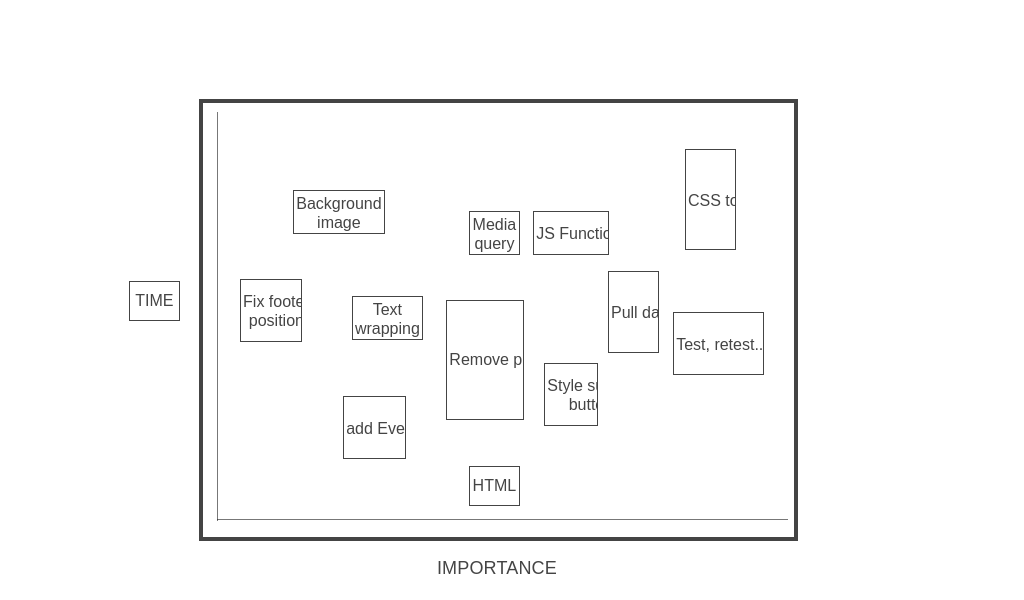 CSS to
Background
image
Media
query
JS Functio
TIME
Fix foote
position
Text
wrapping
Pull da
Test, retest..
Remove p
Style su
butto
add Eve
HTML
IMPORTANCE